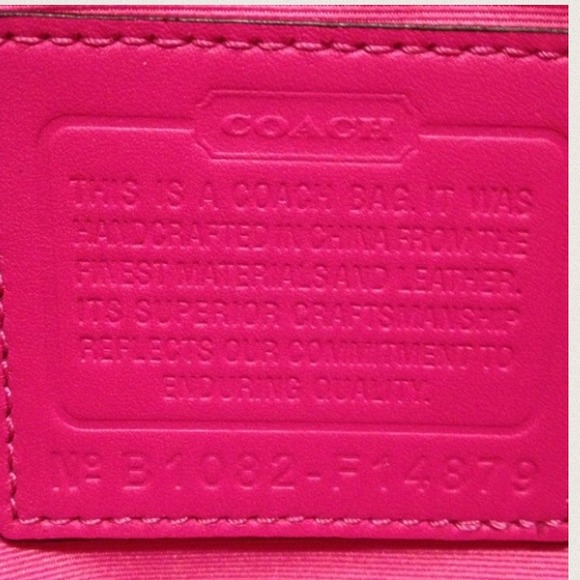 COACH
THIS IS A COACH BAG. IT WAS
HANDCRAFTED IN CHINA FROM THE
FINEST MATERIALS AND LEATHER.
ITS SUPERIOR CRAFTSMANSHIP
REFLECTS OUR COMMITMENT TO
ENDURING QUALITY.
Nº B1082-F14879